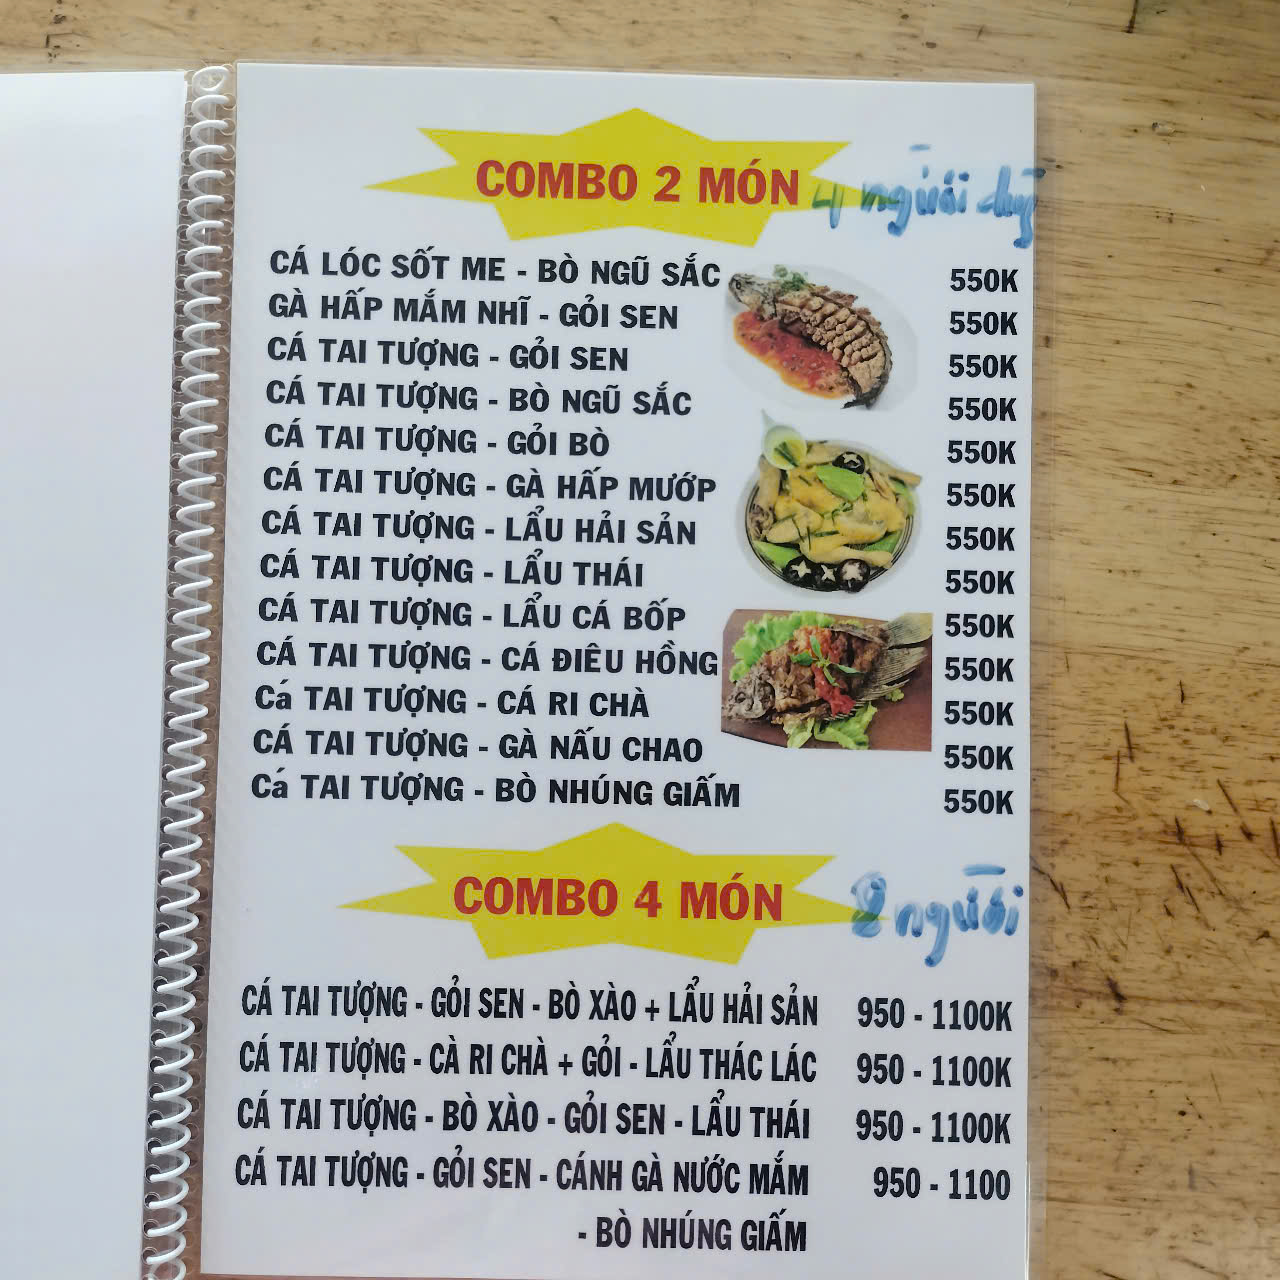 COMBO 2 MÓN 4 người dùng
CÁ LÓC SỐT ME - BÒ NGŨ SẮC 550K
GÀ HẤP MẮM NHĨ - GỎI SEN 550K
CÁ TAI TƯỢNG - GỎI SEN 550K
CÁ TAI TƯỢNG - BÒ NGŨ SẮC 550K
CÁ TAI TƯỢNG - GỎI BÒ 550K
CÁ TAI TƯỢNG - GÀ HẤP MƯỚP 550K
CÁ TAI TƯỢNG - LẨU HẢI SẢN 550K
CÁ TAI TƯỢNG - LẨU THÁI 550K
CÁ TAI TƯỢNG - LẨU CÁ BỐP 550K
CÁ TAI TƯỢNG - CÁ ĐIÊU HỒNG 550K
Cá TAI TƯỢNG - CÁ RI CHÀ 550K
CÁ TAI TƯỢNG - GÀ NẤU CHAO 550K
Cá TAI TƯỢNG - BÒ NHÚNG GIẤM 550K
COMBO 4 MÓN 8 người
CÁ TAI TƯỢNG - GỎI SEN - BÒ XÀO + LẨU HẢI SẢN 950 - 1100K
CÁ TAI TƯỢNG - CÀ RI CHÀ + GỎI - LẨU THÁC LÁC 950 - 1100K
CÁ TAI TƯỢNG - BÒ XÀO - GỎI SEN - LẨU THÁI 950 - 1100K
CÁ TAI TƯỢNG - GỎI SEN - CÁNH GÀ NƯỚC MẮM 950 - 1100
- BÒ NHÚNG GIẤM